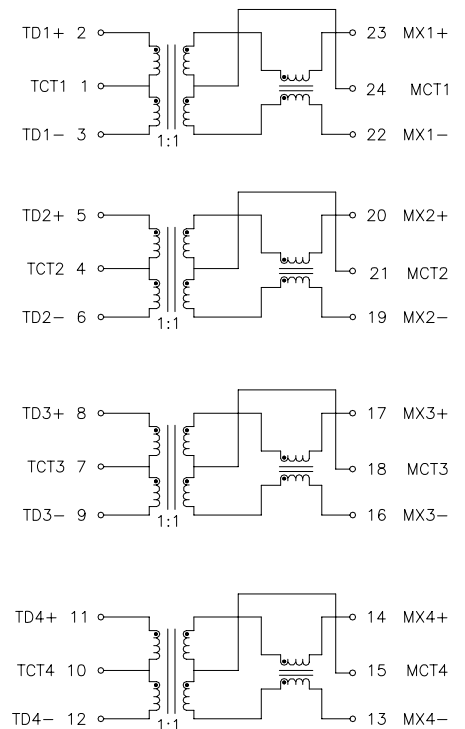 TD1+ 2 23 MX1+
TCT1 1 24 MCT1
TD1− 3 1:1 22 MX1−
TD2+ 5 20 MX2+
TCT2 4 21 MCT2
TD2− 6 1:1 19 MX2−
TD3+ 8 17 MX3+
TCT3 7 18 MCT3
TD3− 9 1:1 16 MX3−
TD4+ 11 14 MX4+
TCT4 10 15 MCT4
TD4− 12 1:1 13 MX4−